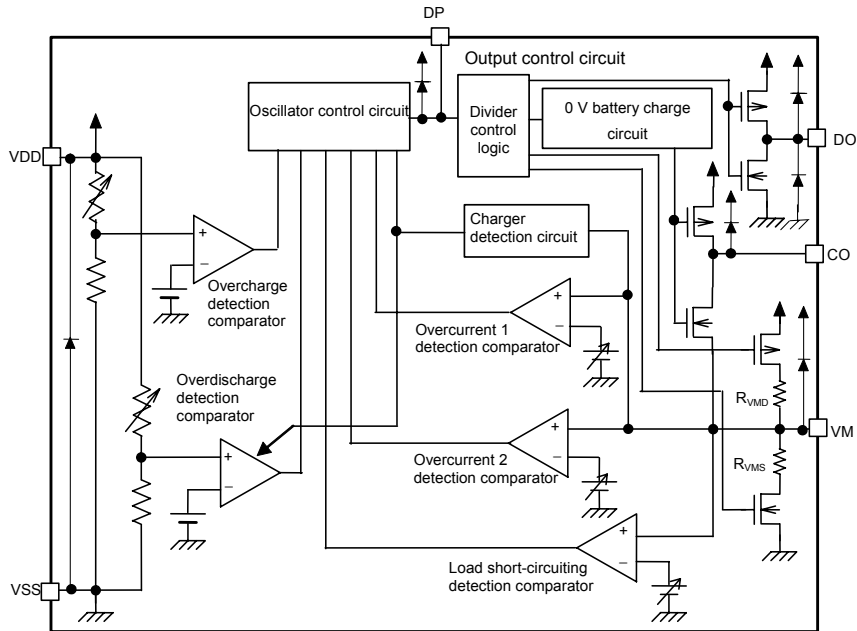 DP
Output control circuit
Oscillator control circuit
Divider
control
logic
0 V battery charge
circuit
DO
VDD
Charger
detection circuit
+
−
Overcharge
detection
comparator
CO
+
−
Overcurrent 1
detection comparator
Overdischarge
detection
comparator
RVMD
VM
+
−
+
−
Overcurrent 2
detection comparator
RVMS
+
−
Load short-circuiting
detection comparator
VSS